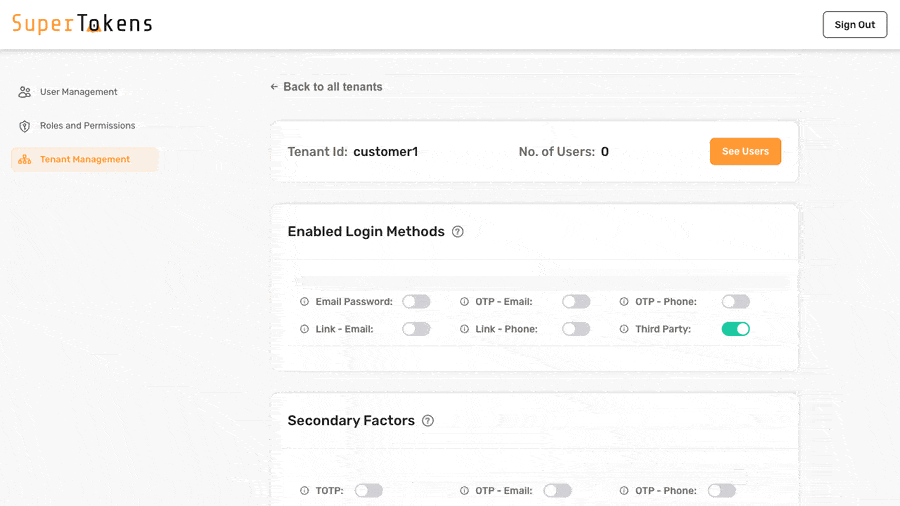 SuperTokens
Sign Out
User Management
Roles and Permissions
Tenant Management
← Back to all tenants
Tenant Id: customer1
No. of Users: 0
See Users
Enabled Login Methods
Email Password:
OTP - Email:
OTP - Phone:
Link - Email:
Link - Phone:
Third Party:
Secondary Factors
TOTP:
OTP - Email:
OTP - Phone: